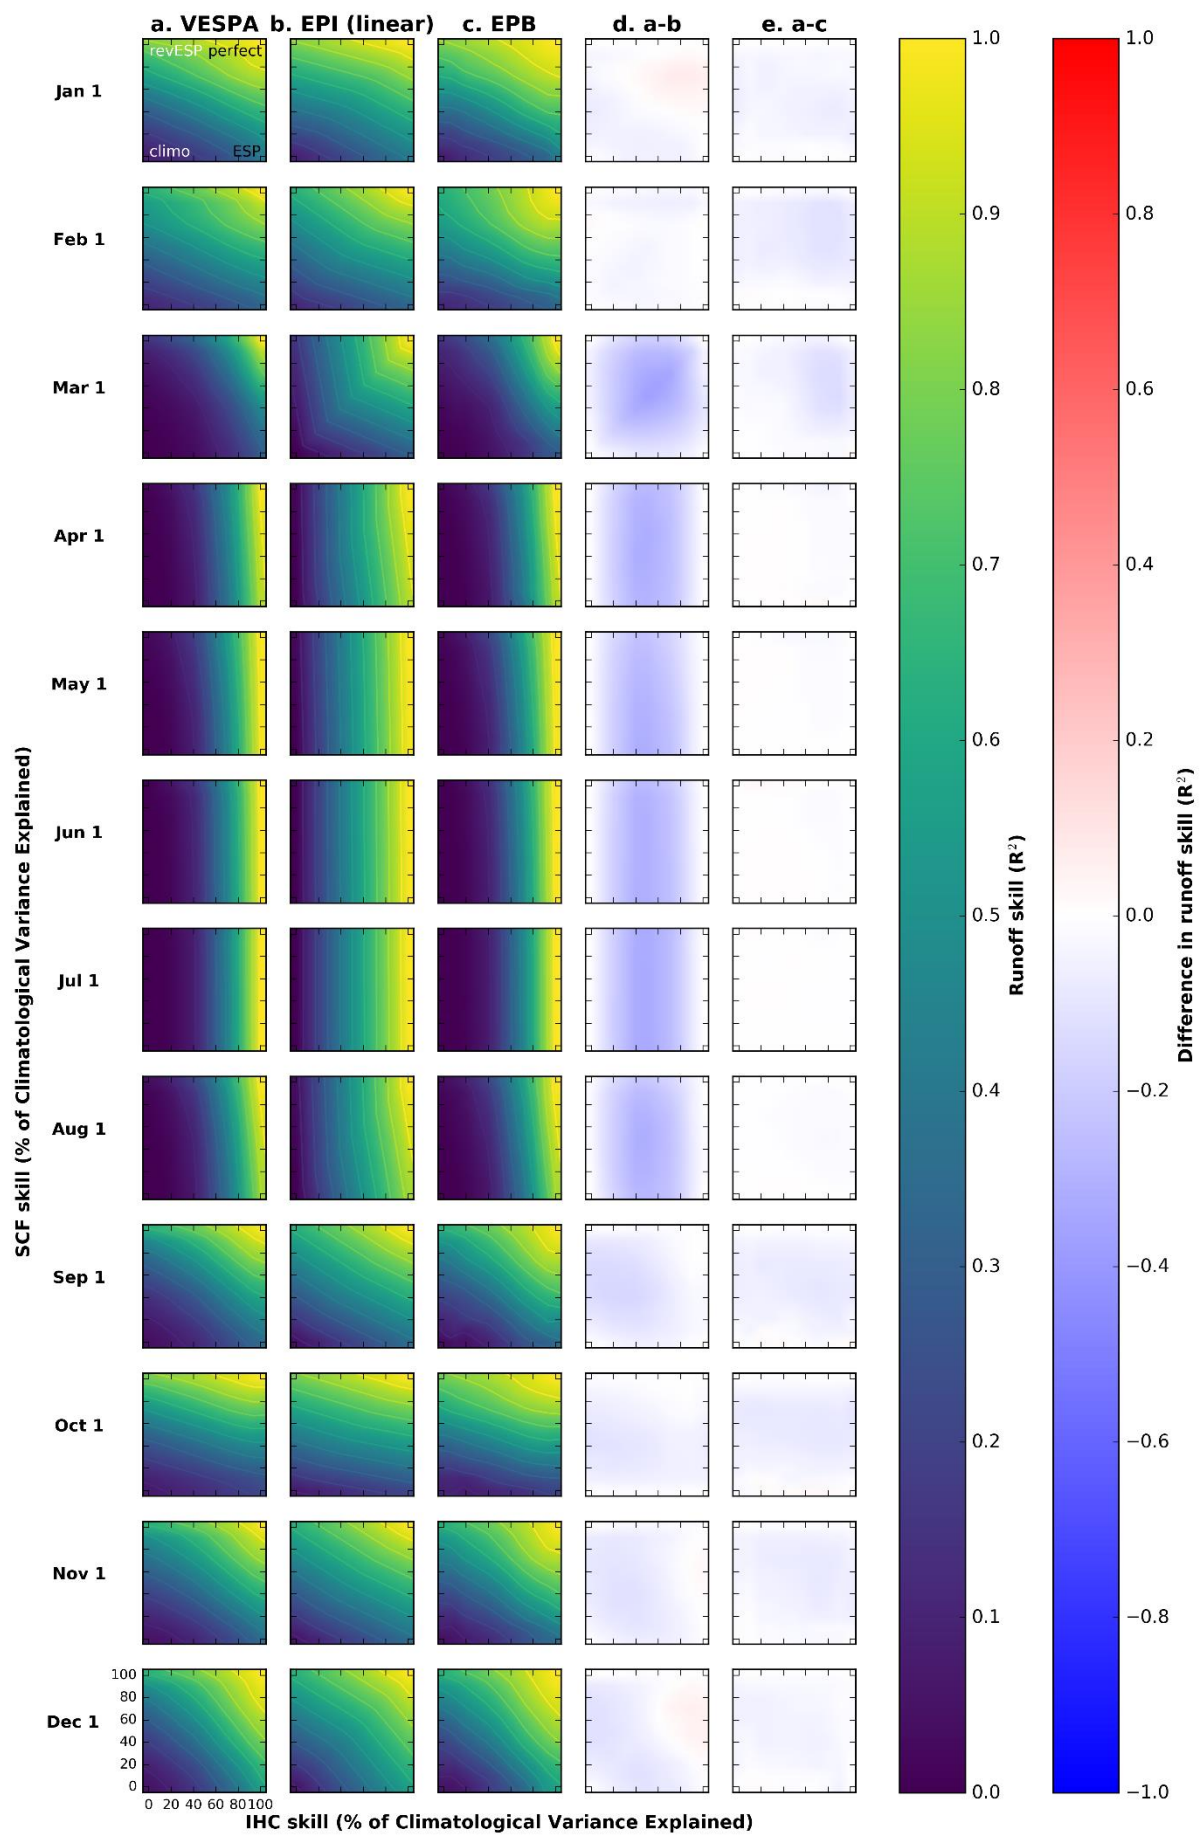 a. VESPA b. EPI (linear) c. EPB d. a-b e. a-c
revESP perfect
climo ESP
Jan 1
Feb 1
Mar 1
Apr 1
May 1
Jun 1
Jul 1
Aug 1
Sep 1
Oct 1
Nov 1
Dec 1
SCF skill (% of Climatological Variance Explained)
100
80
60
40
20
0
0 20 40 60 80 100
IHC skill (% of Climatological Variance Explained)
1.0
0.9
0.8
0.7
0.6
0.5
0.4
0.3
0.2
0.1
0.0
Runoff skill (R²)
1.0
0.8
0.6
0.4
0.2
0.0
−0.2
−0.4
−0.6
−0.8
−1.0
Difference in runoff skill (R²)